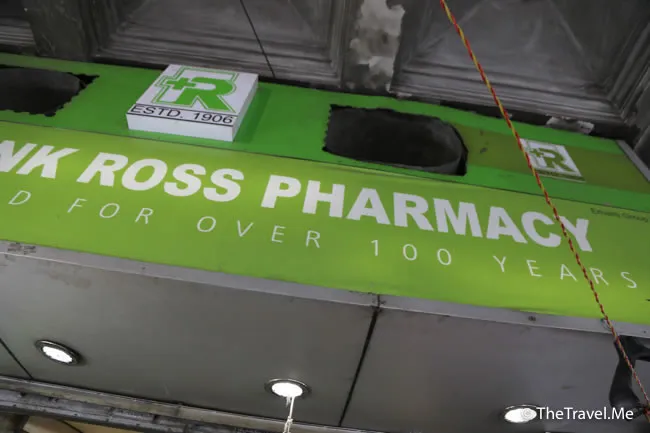 +R
ESTD. 1906
NK ROSS PHARMACY
D FOR OVER 100 YEARS
TheTravel.Me